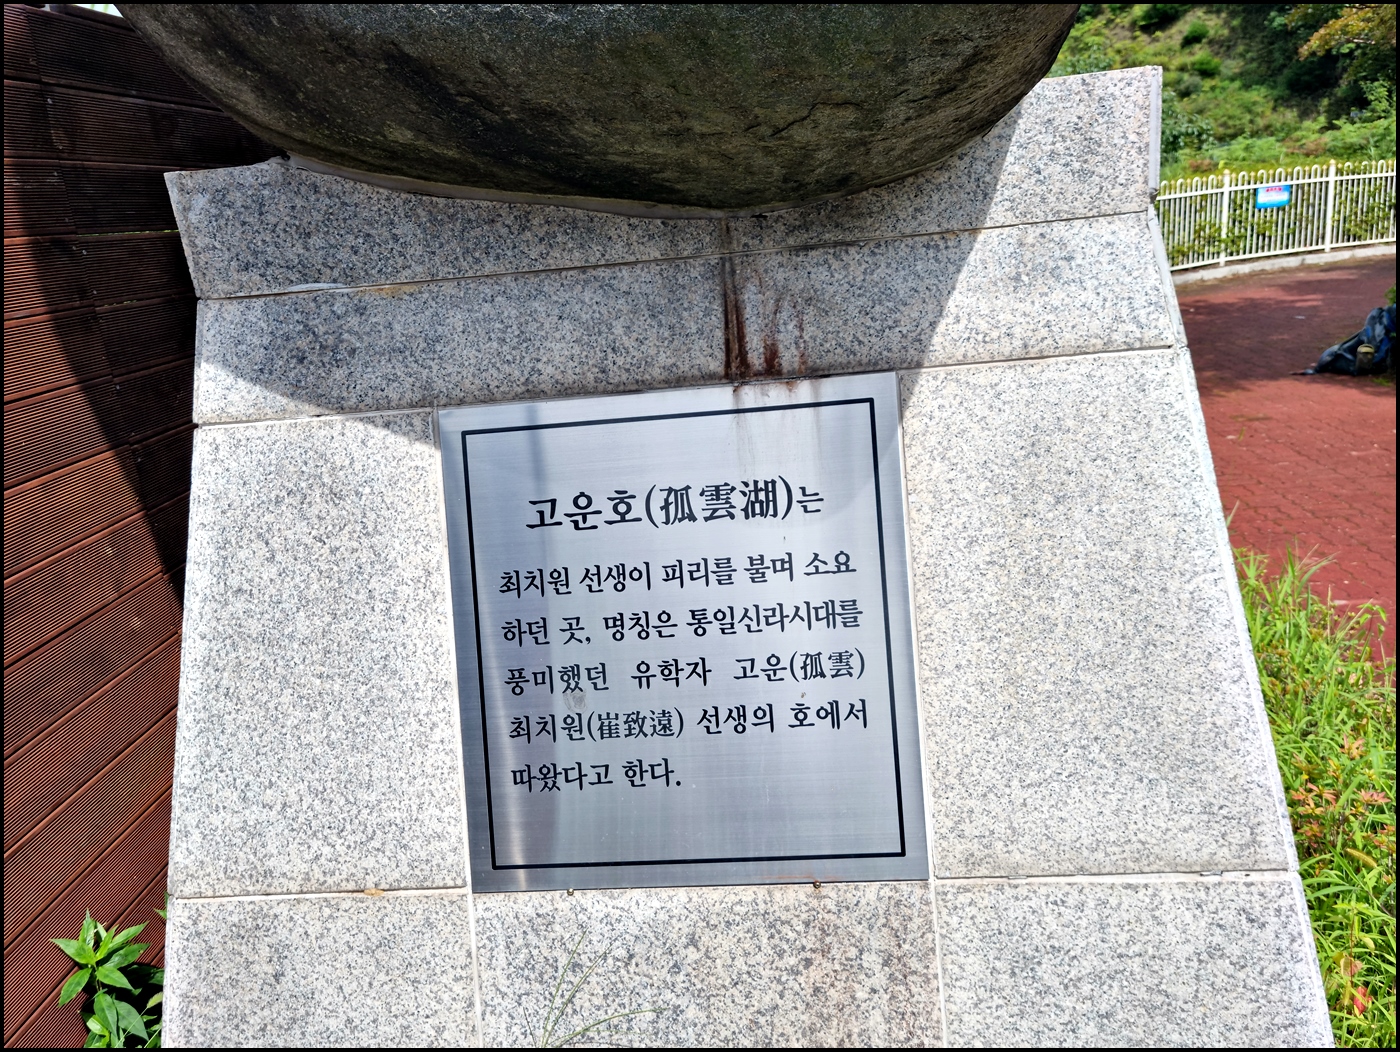 고운호(孤雲湖)는
최치원 선생이 피리를 불며 소요
하던 곳, 명칭은 통일신라시대를
풍미했던 유학자 고운(孤雲)
최치원(崔致遠) 선생의 호에서
따왔다고 한다.